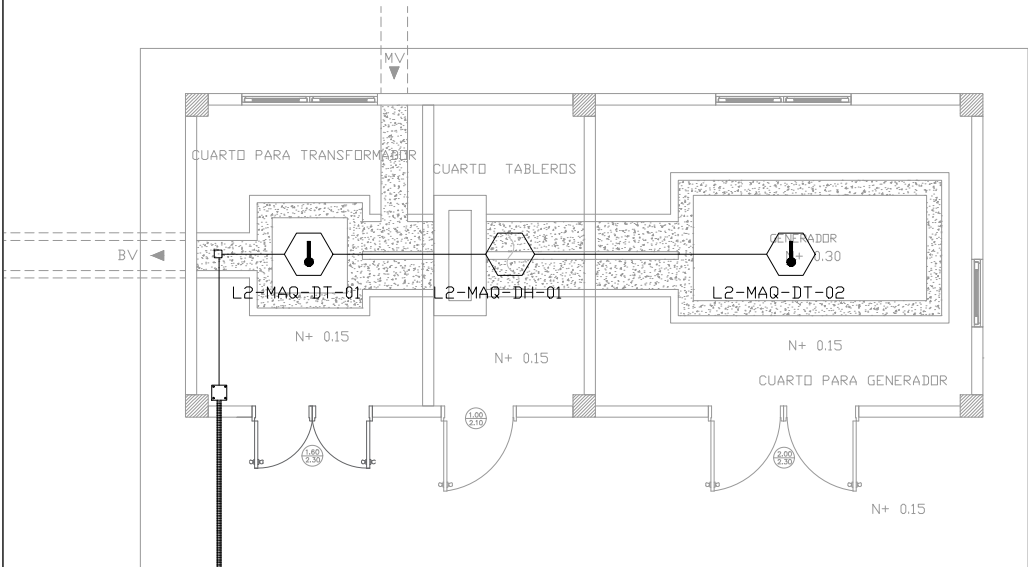 MV
CUARTO PARA TRANSFORMADOR
CUARTO TABLEROS
GENERADOR
N+ 0.30
BV
L2-MAQ-DT-01
L2-MAQ-DH-01
L2-MAQ-DT-02
N+ 0.15
N+ 0.15
N+ 0.15
CUARTO PARA GENERADOR
1.00
2.10
1.60
2.30
2.00
2.30
N+ 0.15